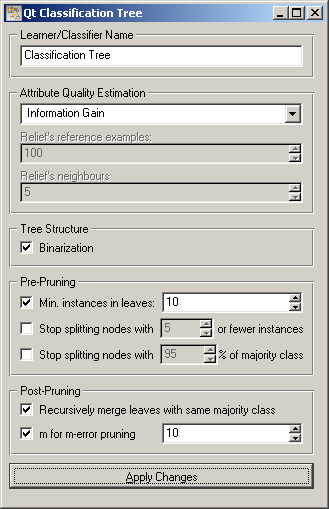 Qt Classification Tree
Learner/Classifier Name
Classification Tree
Attribute Quality Estimation
Information Gain
Relief's reference examples:
100
Relief's neighbours
5
Tree Structure
Binarization
Pre-Pruning
Min. instances in leaves: 10
Stop splitting nodes with 5 or fewer instances
Stop splitting nodes with 95 % of majority class
Post-Pruning
Recursively merge leaves with same majority class
m for m-error pruning 10
Apply Changes